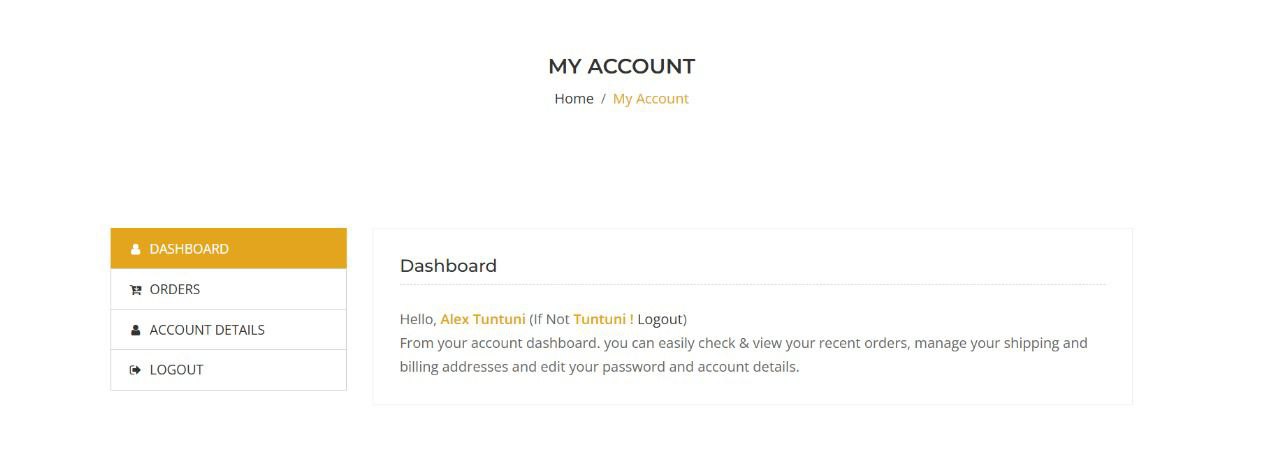 MY ACCOUNT
Home / My Account
DASHBOARD
ORDERS
ACCOUNT DETAILS
LOGOUT
Dashboard
Hello, Alex Tuntuni (If Not Tuntuni ! Logout)
From your account dashboard. you can easily check & view your recent orders, manage your shipping and
billing addresses and edit your password and account details.